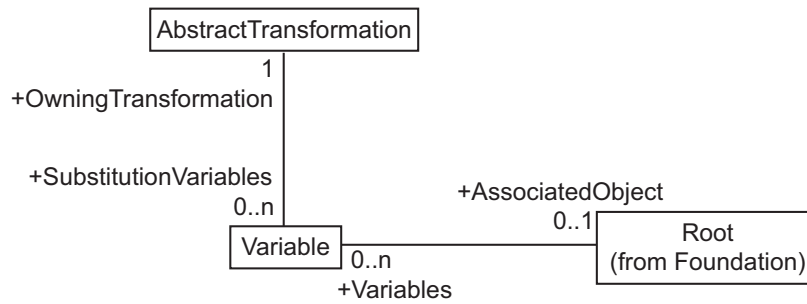 AbstractTransformation
1
+OwningTransformation
+SubstitutionVariables
0..n
+AssociatedObject
0..1
Variable
Root
(from Foundation)
0..n
+Variables